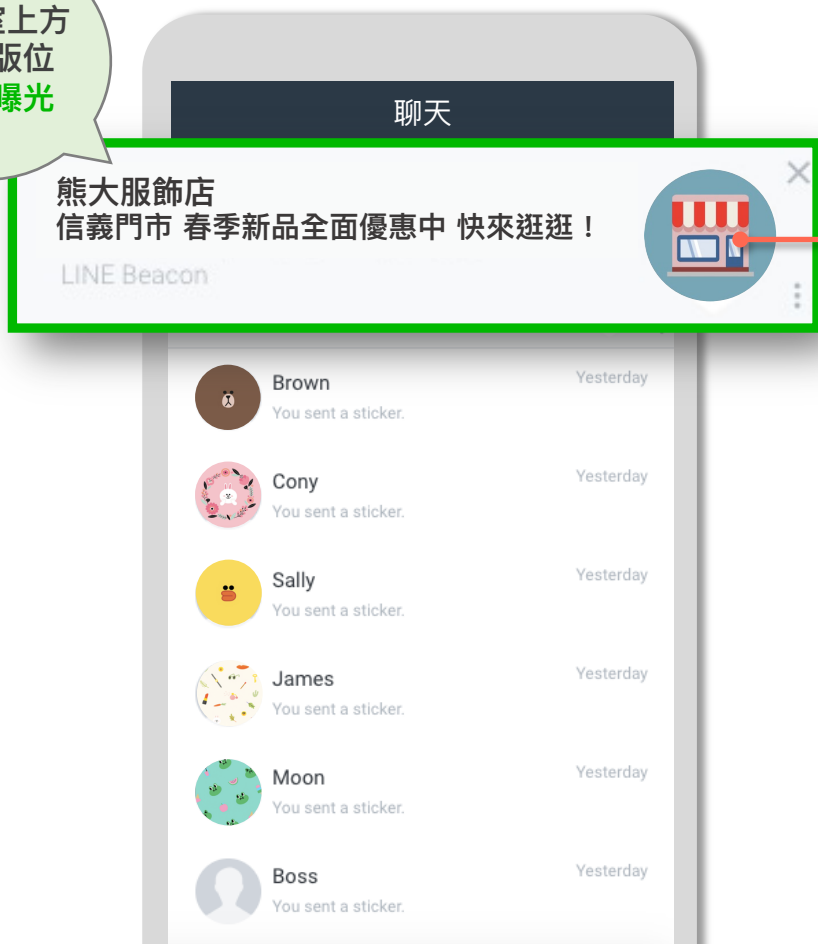 上方
版位
曝光
聊天
熊大服飾店
信義門市 春季新品全面優惠中 快來逛逛！
LINE Beacon
Brown
Yesterday
You sent a sticker.
Cony
Yesterday
You sent a sticker.
Sally
Yesterday
You sent a sticker.
James
Yesterday
You sent a sticker.
Moon
Yesterday
You sent a sticker.
Boss
Yesterday
You sent a sticker.